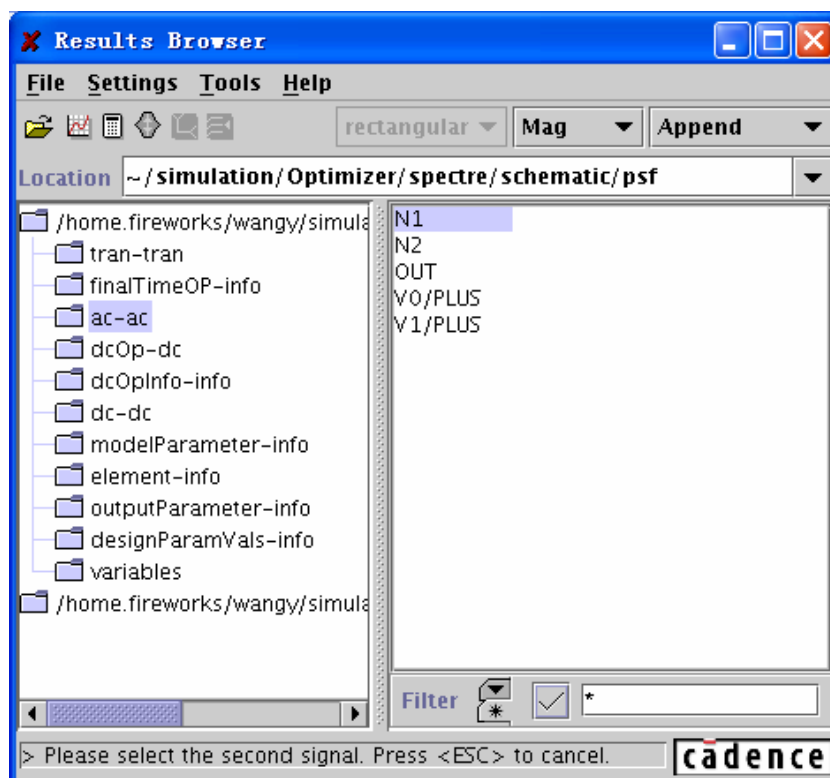 Results Browser
File Settings Tools Help
rectangular Mag Append
Location ~/simulation/Optimizer/spectre/schematic/psf
/home.fireworks/wangy/simula
tran-tran
finalTimeOP-info
ac-ac
dcOp-dc
dcOpInfo-info
dc-dc
modelParameter-info
element-info
outputParameter-info
designParamVals-info
variables
/home.fireworks/wangy/simula
N1
N2
OUT
V0/PLUS
V1/PLUS
Filter *
> Please select the second signal. Press <ESC> to cancel.
cādence